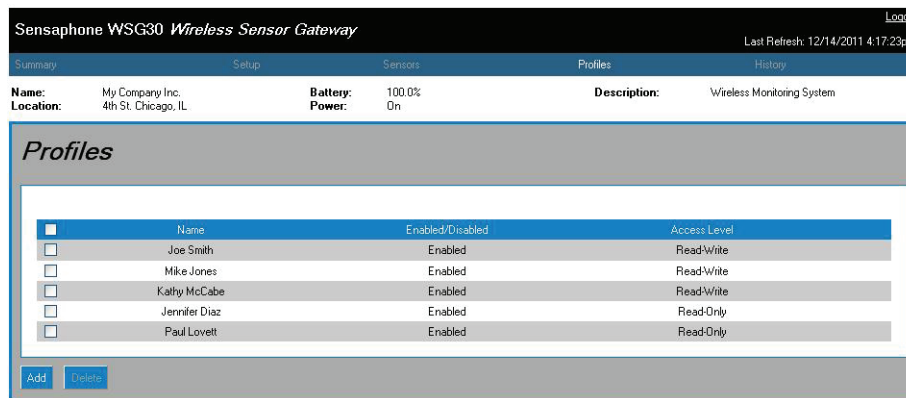 Sensaphone WSG30 Wireless Sensor Gateway
Last Refresh: 12/14/2011 4:17:23p
Summary Setup Sensors Profiles History
Name: My Company Inc. Battery: 100.0% Description: Wireless Monitoring System
Location: 4th St. Chicago, IL Power: On
Profiles
Name Enabled/Disabled Access Level
Joe Smith Enabled Read-Write
Mike Jones Enabled Read-Write
Kathy McCabe Enabled Read-Write
Jennifer Diaz Enabled Read-Only
Paul Lovett Enabled Read-Only
Add Delete